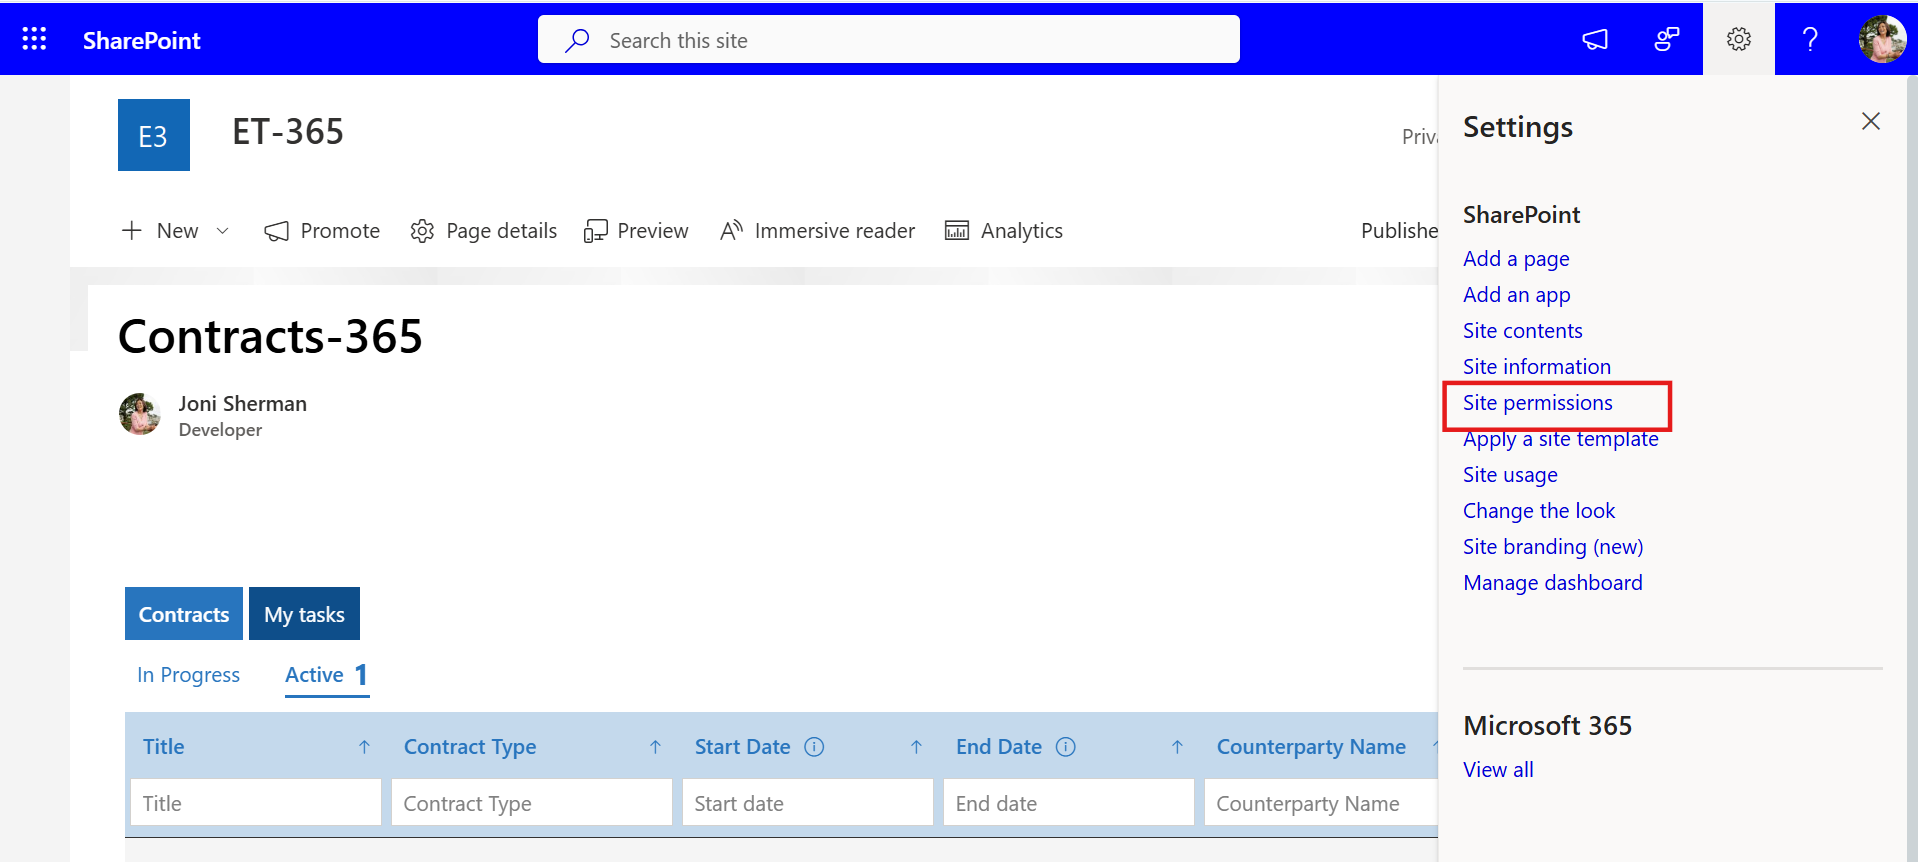 SharePoint
Search this site
?
E3
ET-365
New
Promote
Page details
Preview
Immersive reader
Analytics
Contracts-365
Joni Sherman
Developer
Contracts
My tasks
In Progress
Active 1
Title
Contract Type
Start Date
End Date
Counterparty Name
Title
Contract Type
Start date
End date
Counterparty Name
Settings
SharePoint
Add a page
Add an app
Site contents
Site information
Site permissions
Apply a site template
Site usage
Change the look
Site branding (new)
Manage dashboard
Microsoft 365
View all